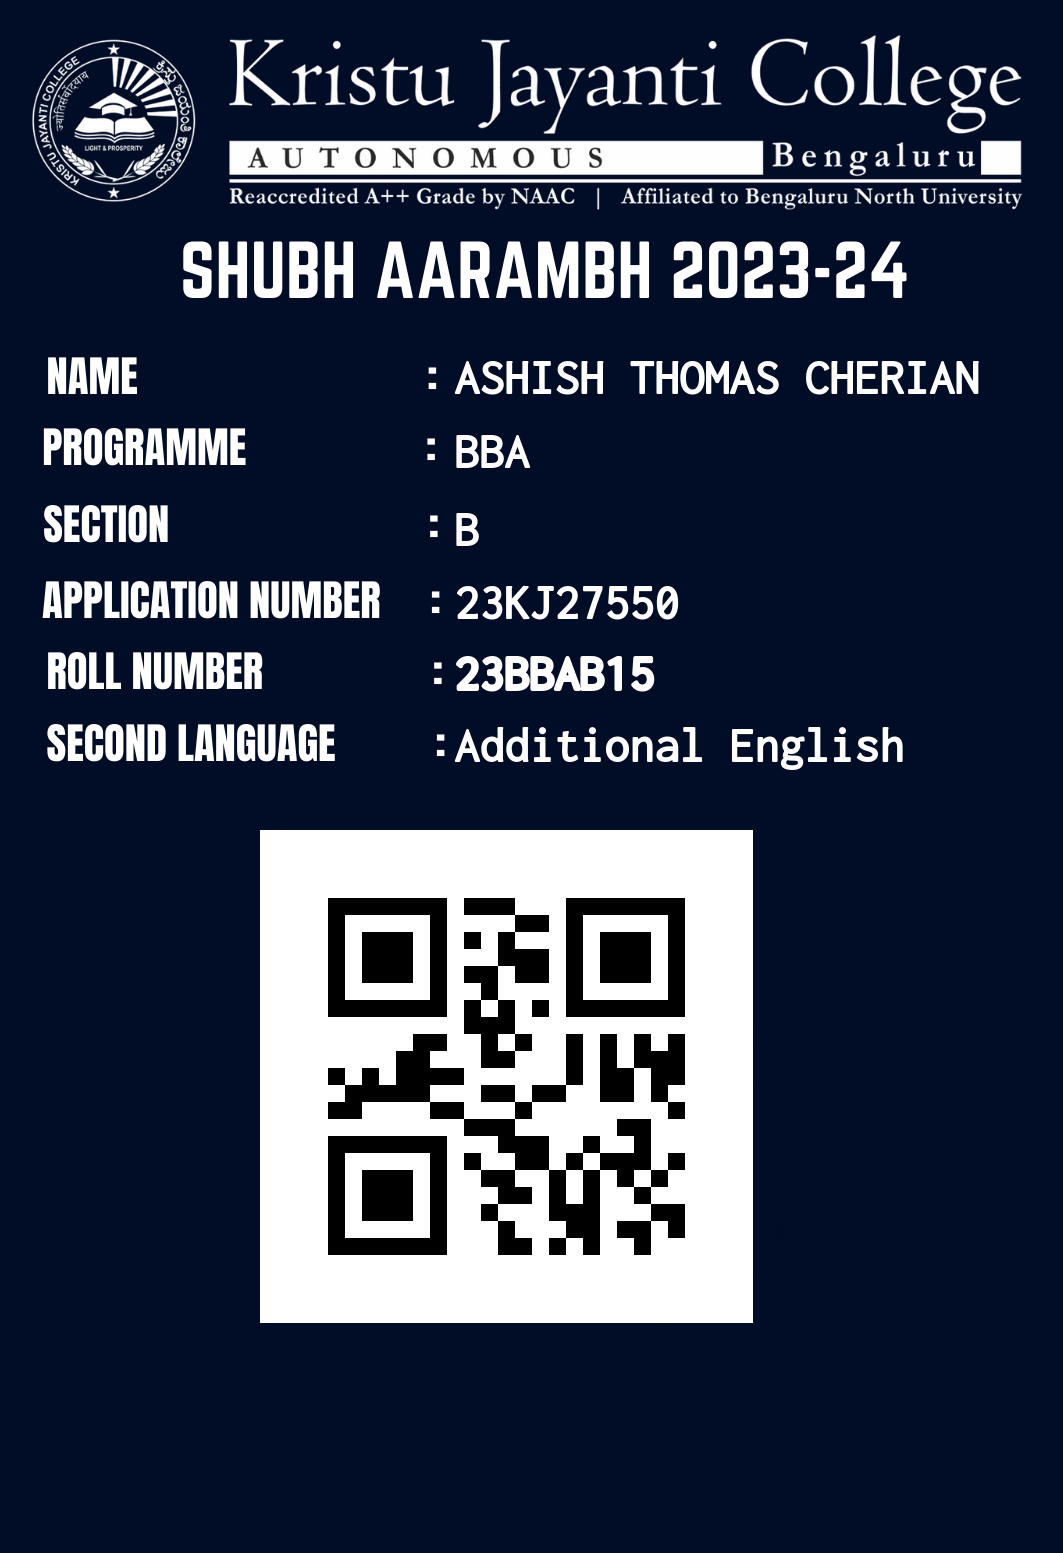 Kristu Jayanti College
AUTONOMOUS Bengaluru
Reaccredited A++ Grade by NAAC | Affiliated to Bengaluru North University
KRISTU JAYANTI COLLEGE
LIGHT & PROSPERITY
SHUBH AARAMBH 2023-24
NAME : ASHISH THOMAS CHERIAN
PROGRAMME : BBA
SECTION : B
APPLICATION NUMBER : 23KJ27550
ROLL NUMBER : 23BBAB15
SECOND LANGUAGE : Additional English